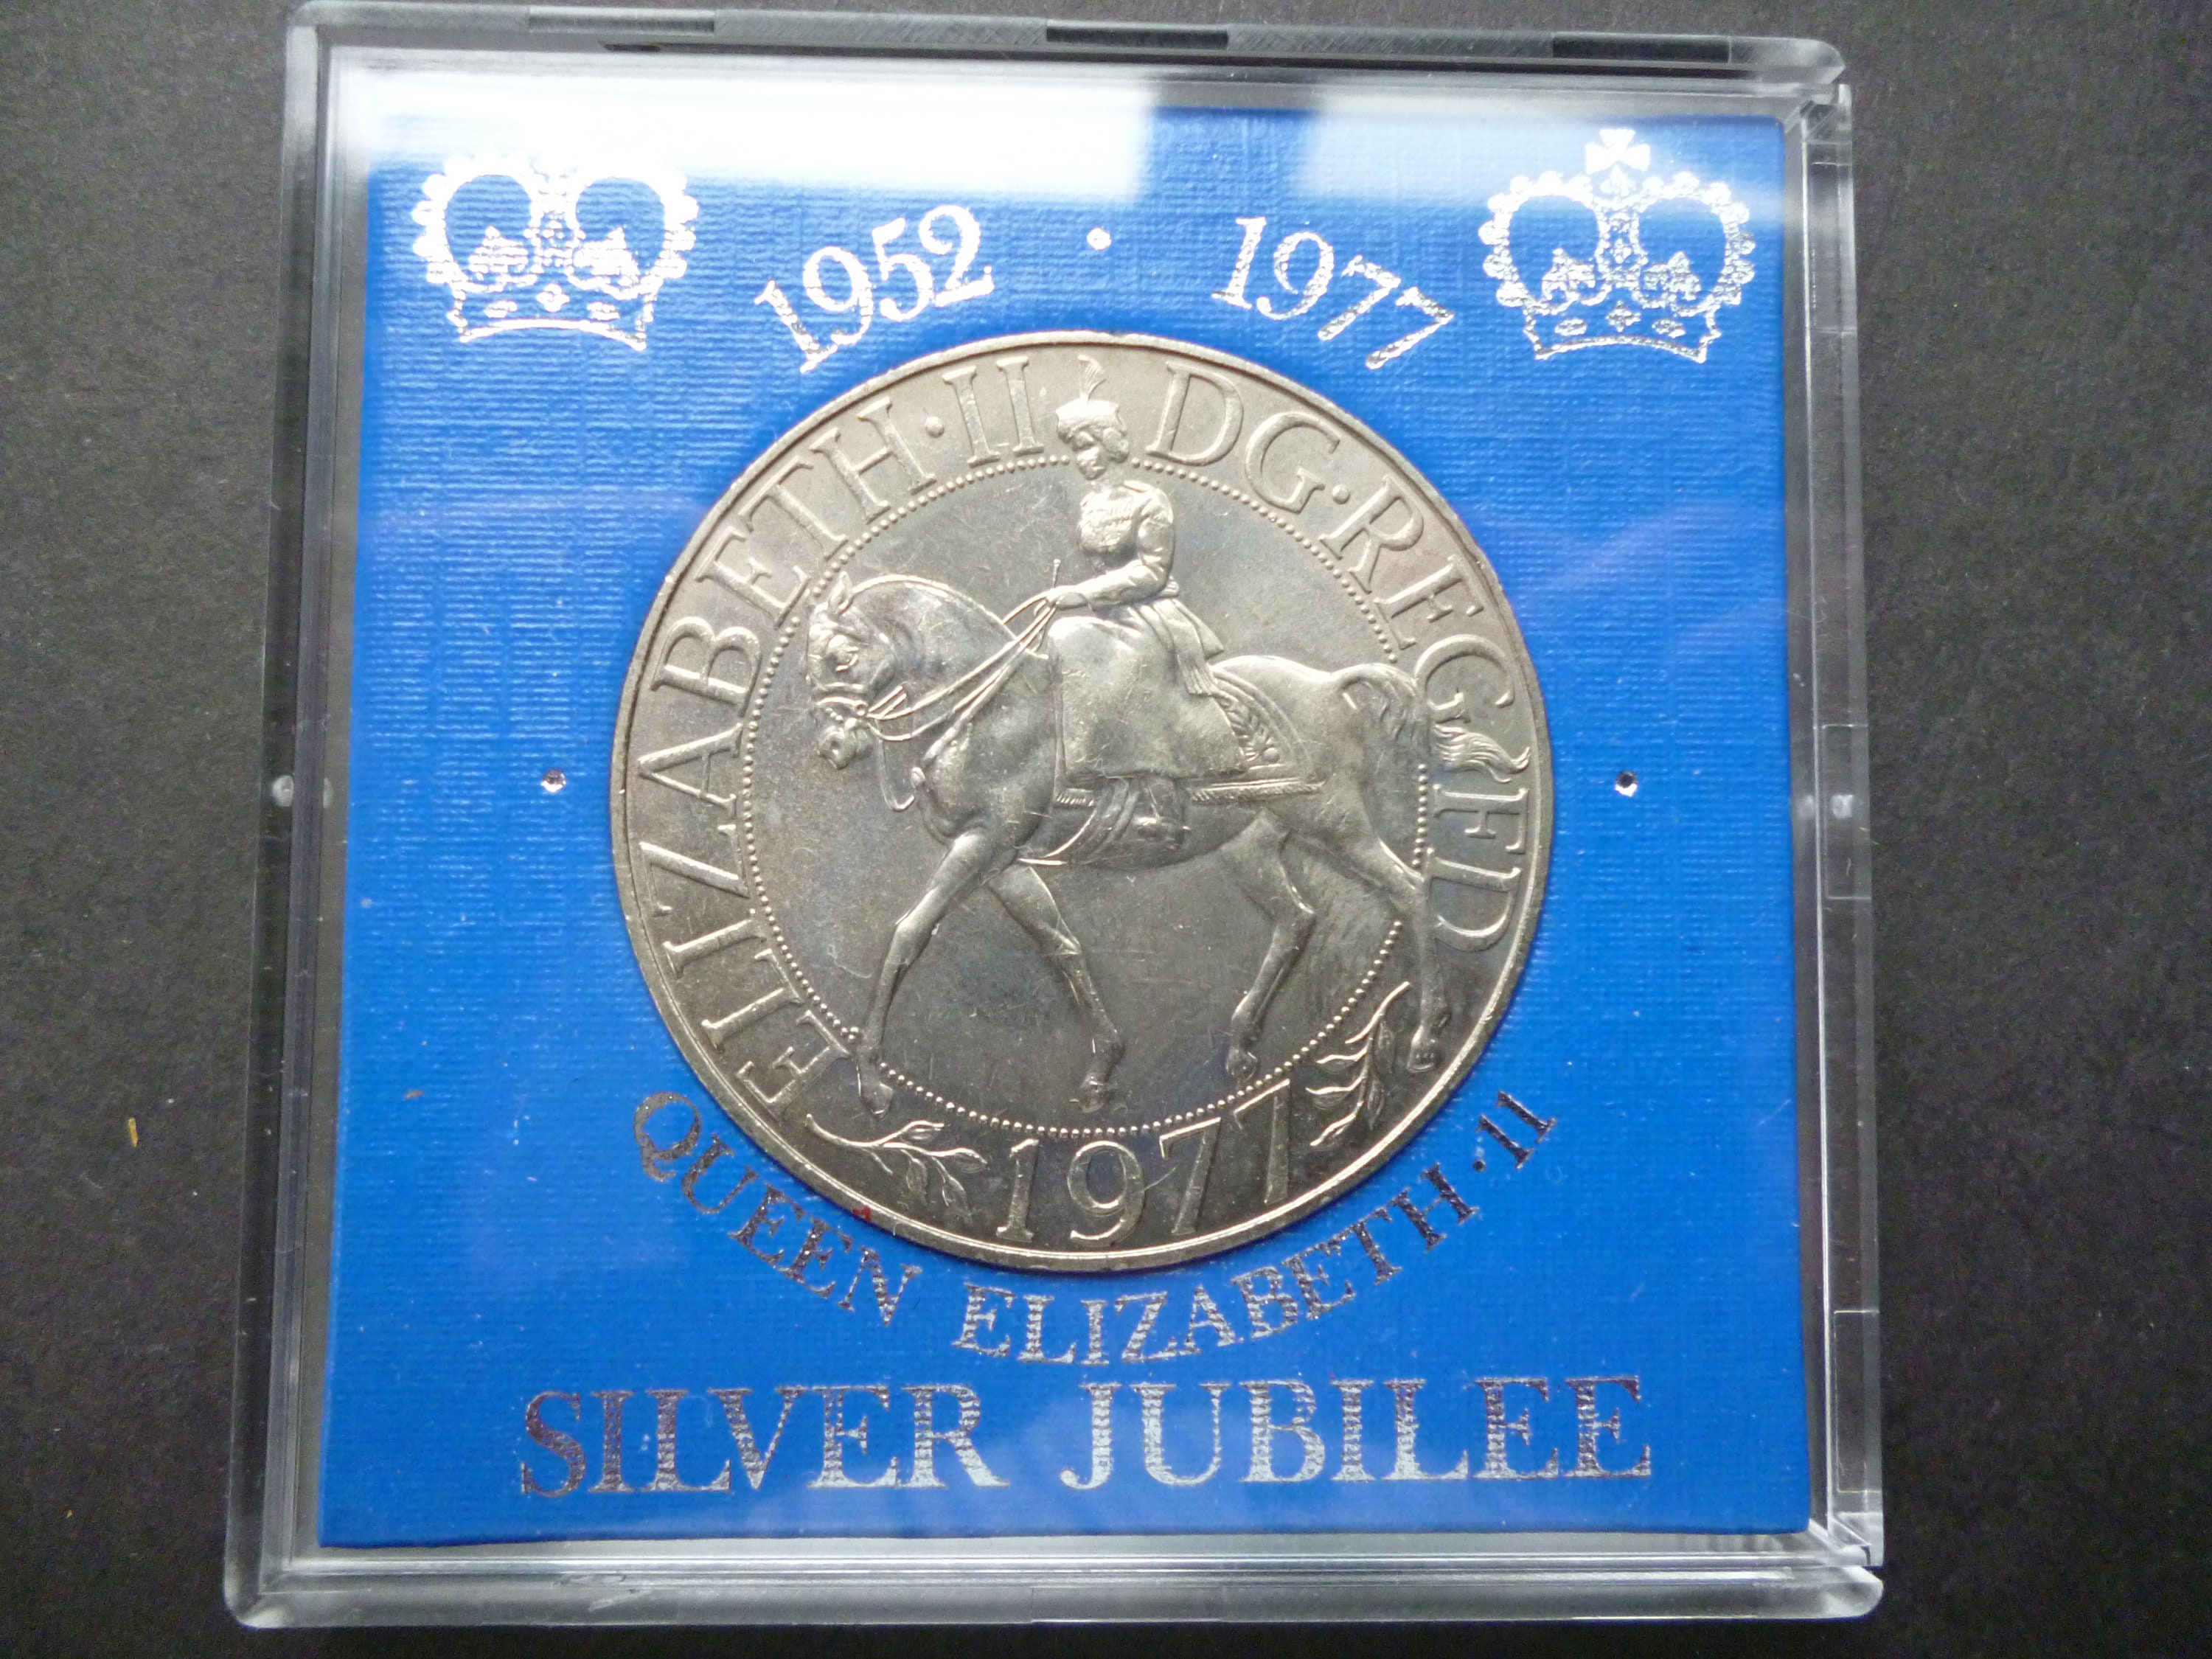 1952 · 1977
ELIZABETH·II DG·REG FD
1977
QUEEN ELIZABETH·II
SILVER JUBILEE